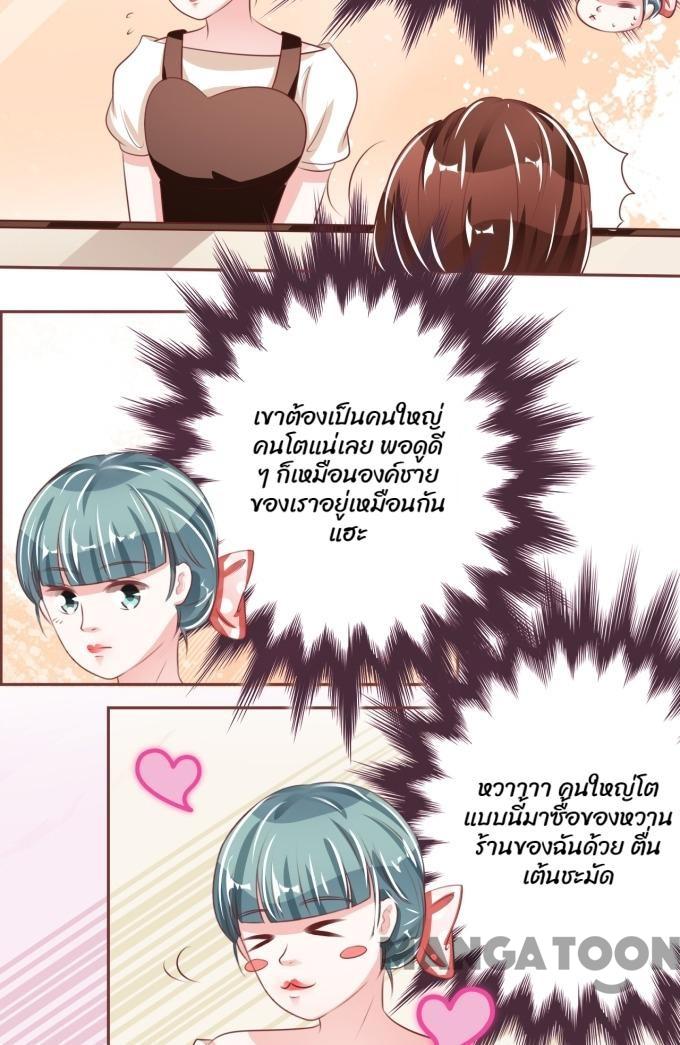 เขาต้องเป็นคนใหญ่
คนโตแน่เลย พอดูดี
ๆ ก็เหมือนองค์ชาย
ของเราอยู่เหมือนกัน
แฮะ
หวาาาา คนใหญ่โต
แบบนี้มาซื้อของหวาน
ร้านของฉันด้วย ตื่น
เต้นชะมัด
MANGATOON